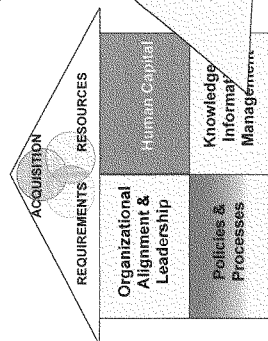 ACQUISITION
REQUIREMENTS
RESOURCES
Organizational
Alignment &
Leadership
Human Capital
Policies &
Processes
Knowledge
Informat
Management